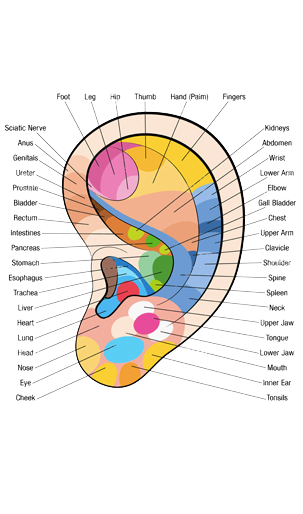 Foot Leg Hip Thumb Hand (Palm) Fingers
Sciatic Nerve
Anus
Genitals
Ureter
Prostrate
Bladder
Rectum
Intestines
Pancreas
Stomach
Esophagus
Trachea
Liver
Heart
Lung
Head
Nose
Eye
Cheek
Kidneys
Abdomen
Wrist
Lower Arm
Elbow
Gall Bladder
Chest
Upper Arm
Clavicle
Shoulder
Spine
Spleen
Neck
Upper Jaw
Tongue
Lower Jaw
Mouth
Inner Ear
Tonsils